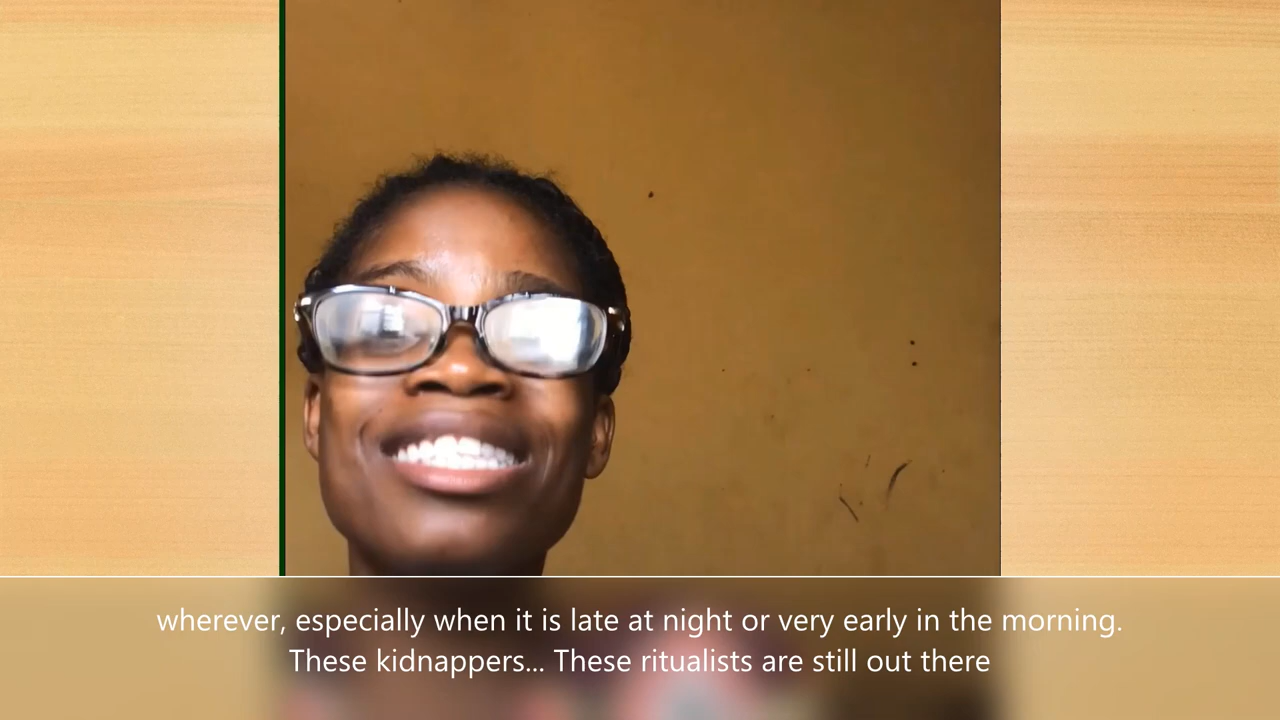 wherever, especially when it is late at night or very early in the morning.
These kidnappers... These ritualists are still out there